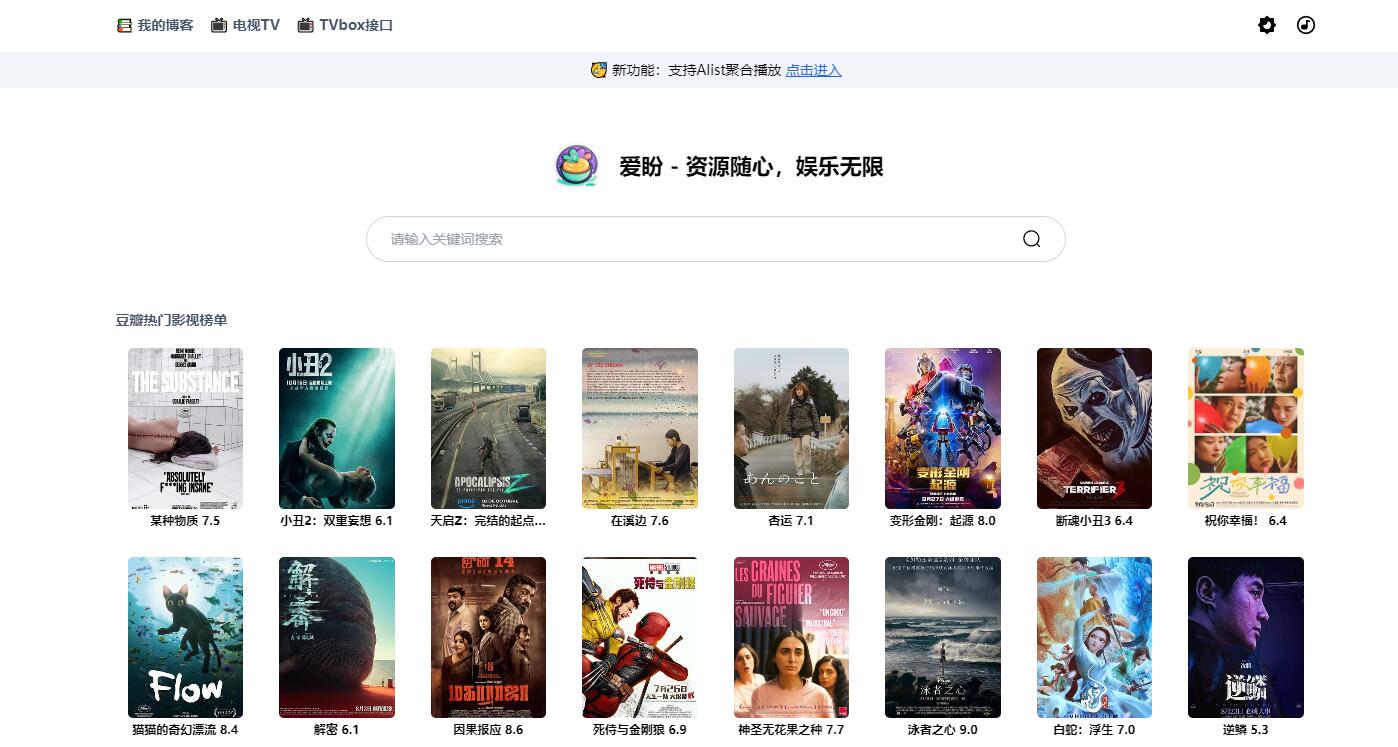 我的博客 电视TV TVbox接口
新功能：支持Alist聚合播放 点击进入
爱盼 - 资源随心，娱乐无限
请输入关键词搜索
豆瓣热门影视榜单
THE SUBSTANCE
"ABSOLUTELY
F***ING INSANE"
某种物质 7.5
小丑2
小丑2：双重妄想 6.1
APOCALIPSIS Z
prime
天启Z：完结的起点...
在溪边 7.6
あんのこと
杏运 7.1
变形金刚
起源
变形金刚：起源 8.0
TERRIFIER 3
断魂小丑3 6.4
祝你幸福
祝你幸福！ 6.4
Flow
猫猫的奇幻漂流 8.4
解密
解密 6.1
因果报应 8.6
死侍与金刚狼
7月26日
死侍与金刚狼 6.9
LES GRAINES
DU FIGUIER
SAUVAGE
神圣无花果之种 7.7
泳者之心
泳者之心 9.0
白蛇：浮生 7.0
逆鳞
逆鳞 5.3